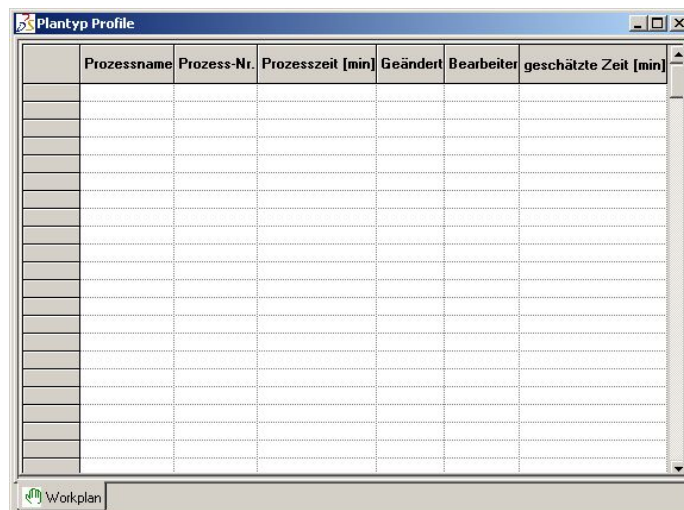 Plantyp Profile
Prozessname Prozess-Nr. Prozesszeit [min] Geändert Bearbeiter geschätzte Zeit [min]
Workplan